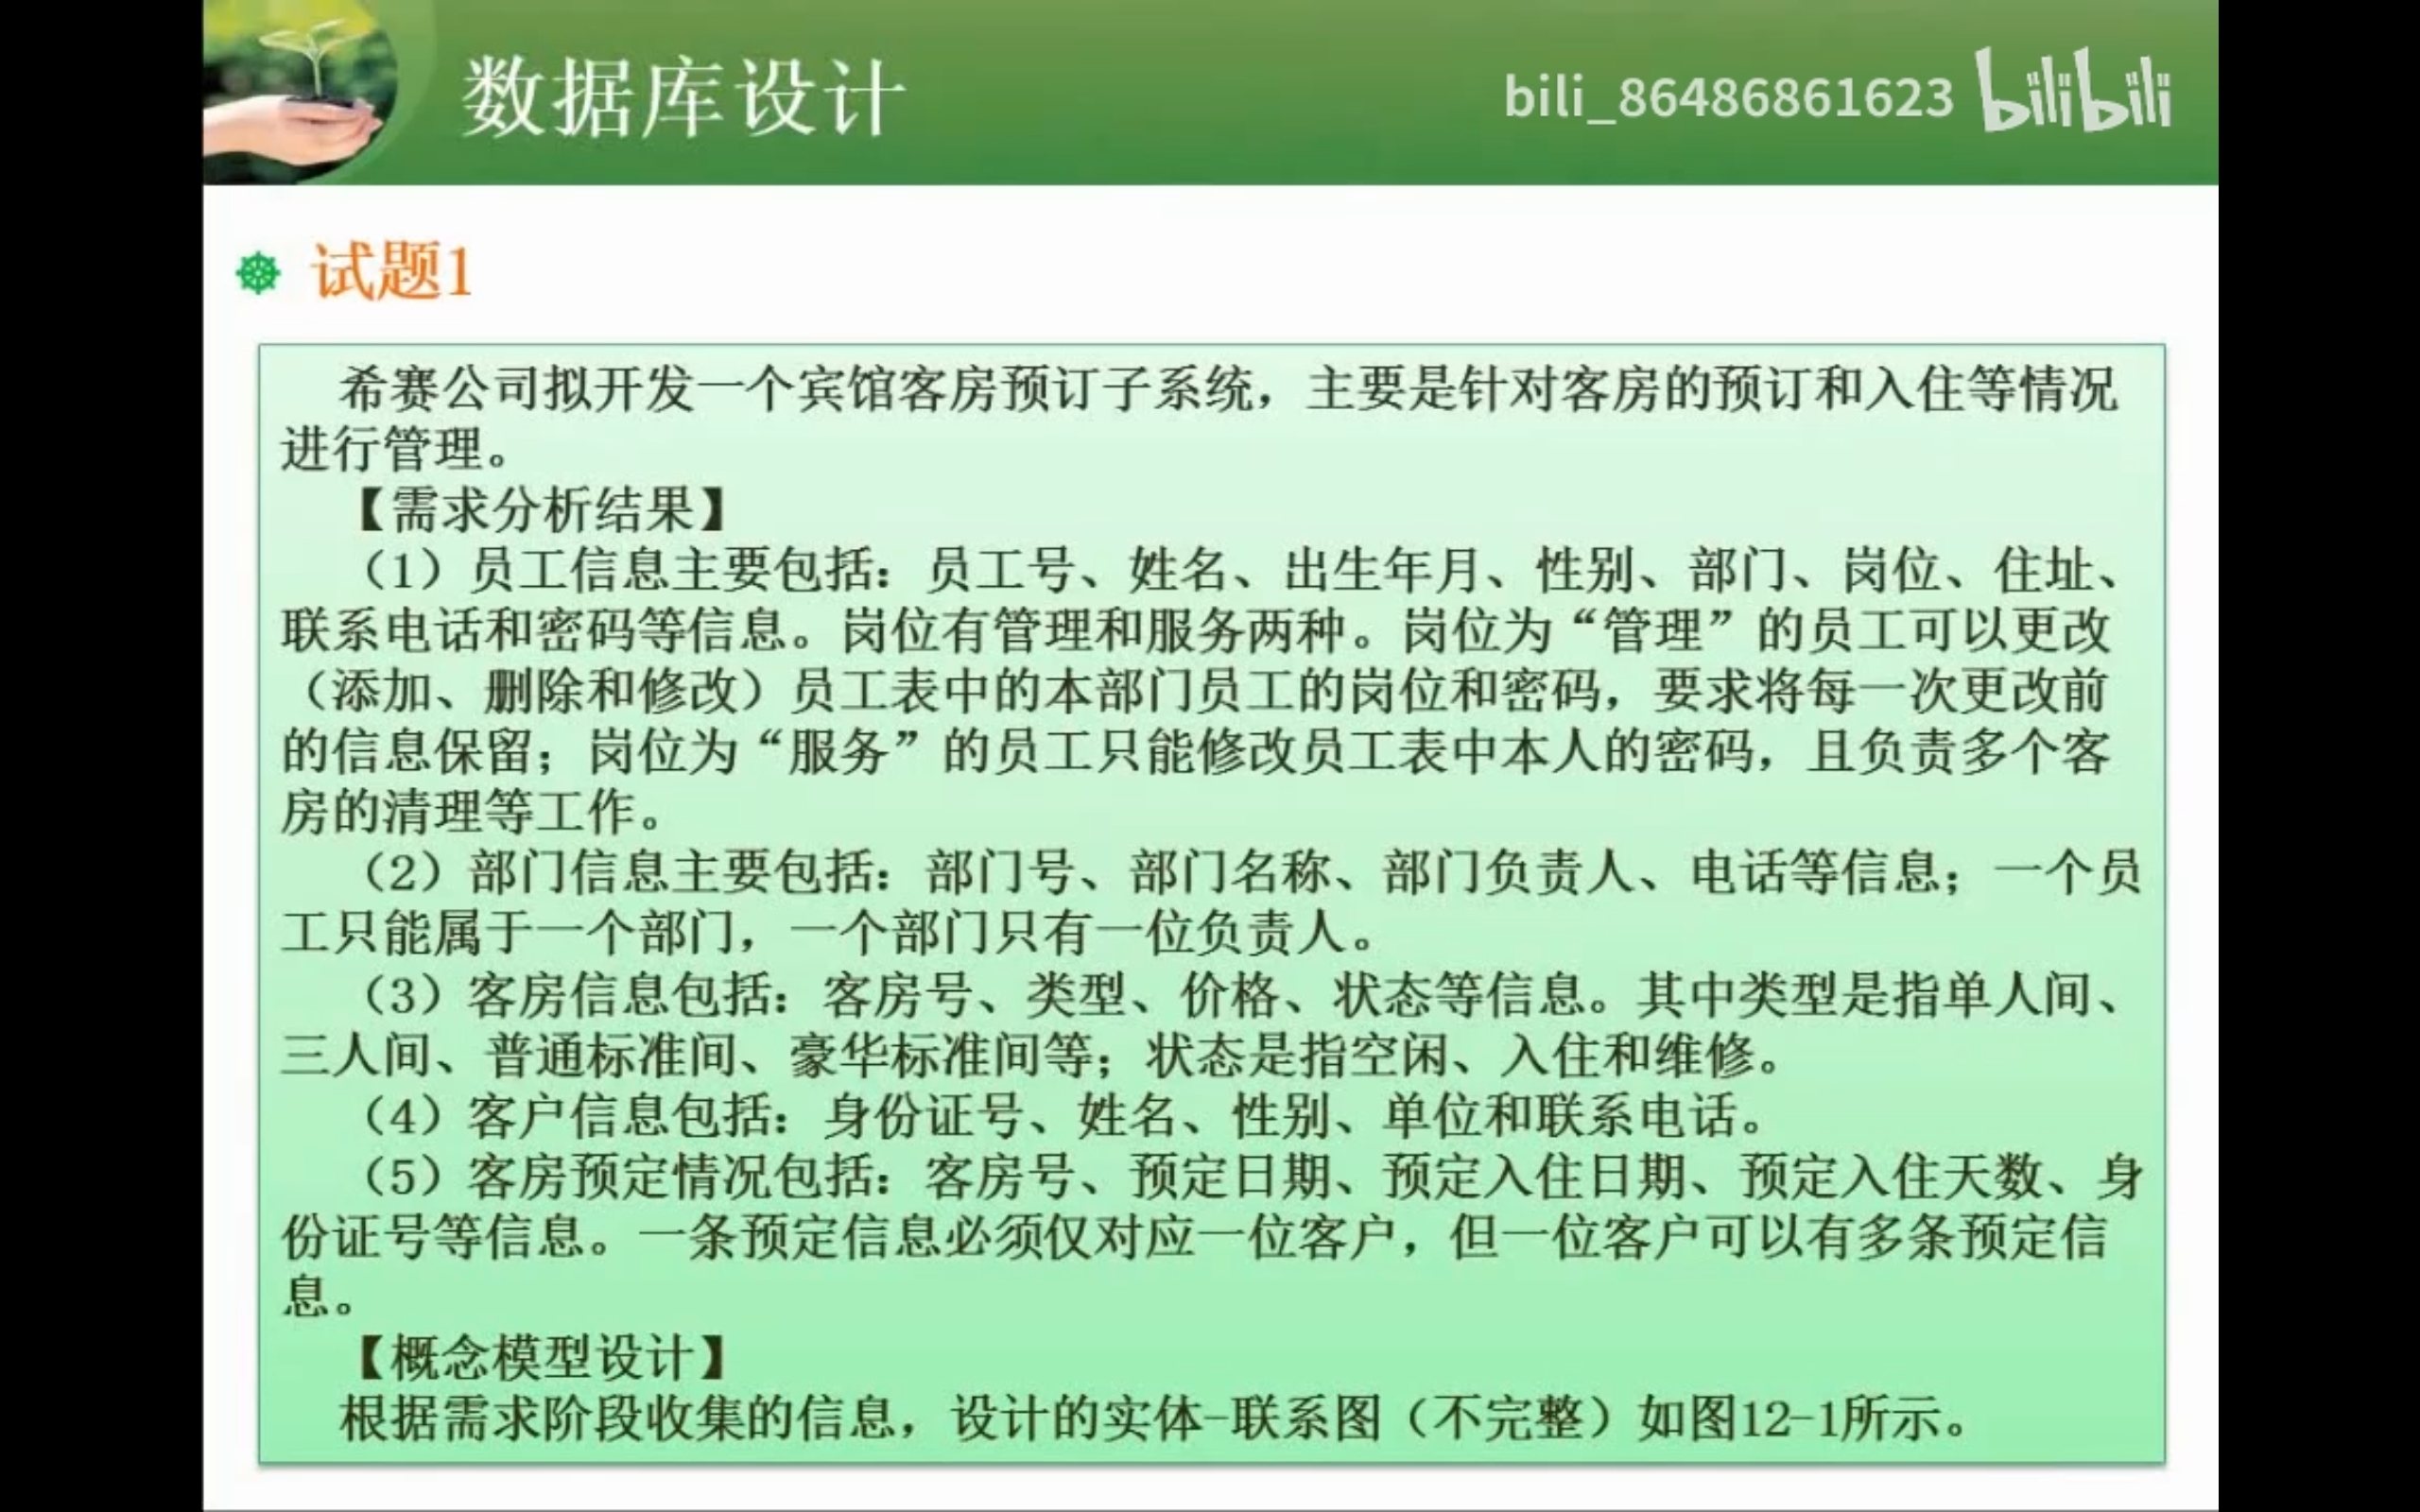 数据库设计
bili_86486861623 bilibili
试题1
希赛公司拟开发一个宾馆客房预订子系统，主要是针对客房的预订和入住等情况
进行管理。
【需求分析结果】
（1）员工信息主要包括：员工号、姓名、出生年月、性别、部门、岗位、住址、
联系电话和密码等信息。岗位有管理和服务两种。岗位为“管理”的员工可以更改
（添加、删除和修改）员工表中的本部门员工的岗位和密码，要求将每一次更改前
的信息保留；岗位为“服务”的员工只能修改员工表中本人的密码，且负责多个客
房的清理等工作。
（2）部门信息主要包括：部门号、部门名称、部门负责人、电话等信息；一个员
工只能属于一个部门，一个部门只有一位负责人。
（3）客房信息包括：客房号、类型、价格、状态等信息。其中类型是指单人间、
三人间、普通标准间、豪华标准间等；状态是指空闲、入住和维修。
（4）客户信息包括：身份证号、姓名、性别、单位和联系电话。
（5）客房预定情况包括：客房号、预定日期、预定入住日期、预定入住天数、身
份证号等信息。一条预定信息必须仅对应一位客户，但一位客户可以有多条预定信
息。
【概念模型设计】
根据需求阶段收集的信息，设计的实体-联系图（不完整）如图12-1所示。